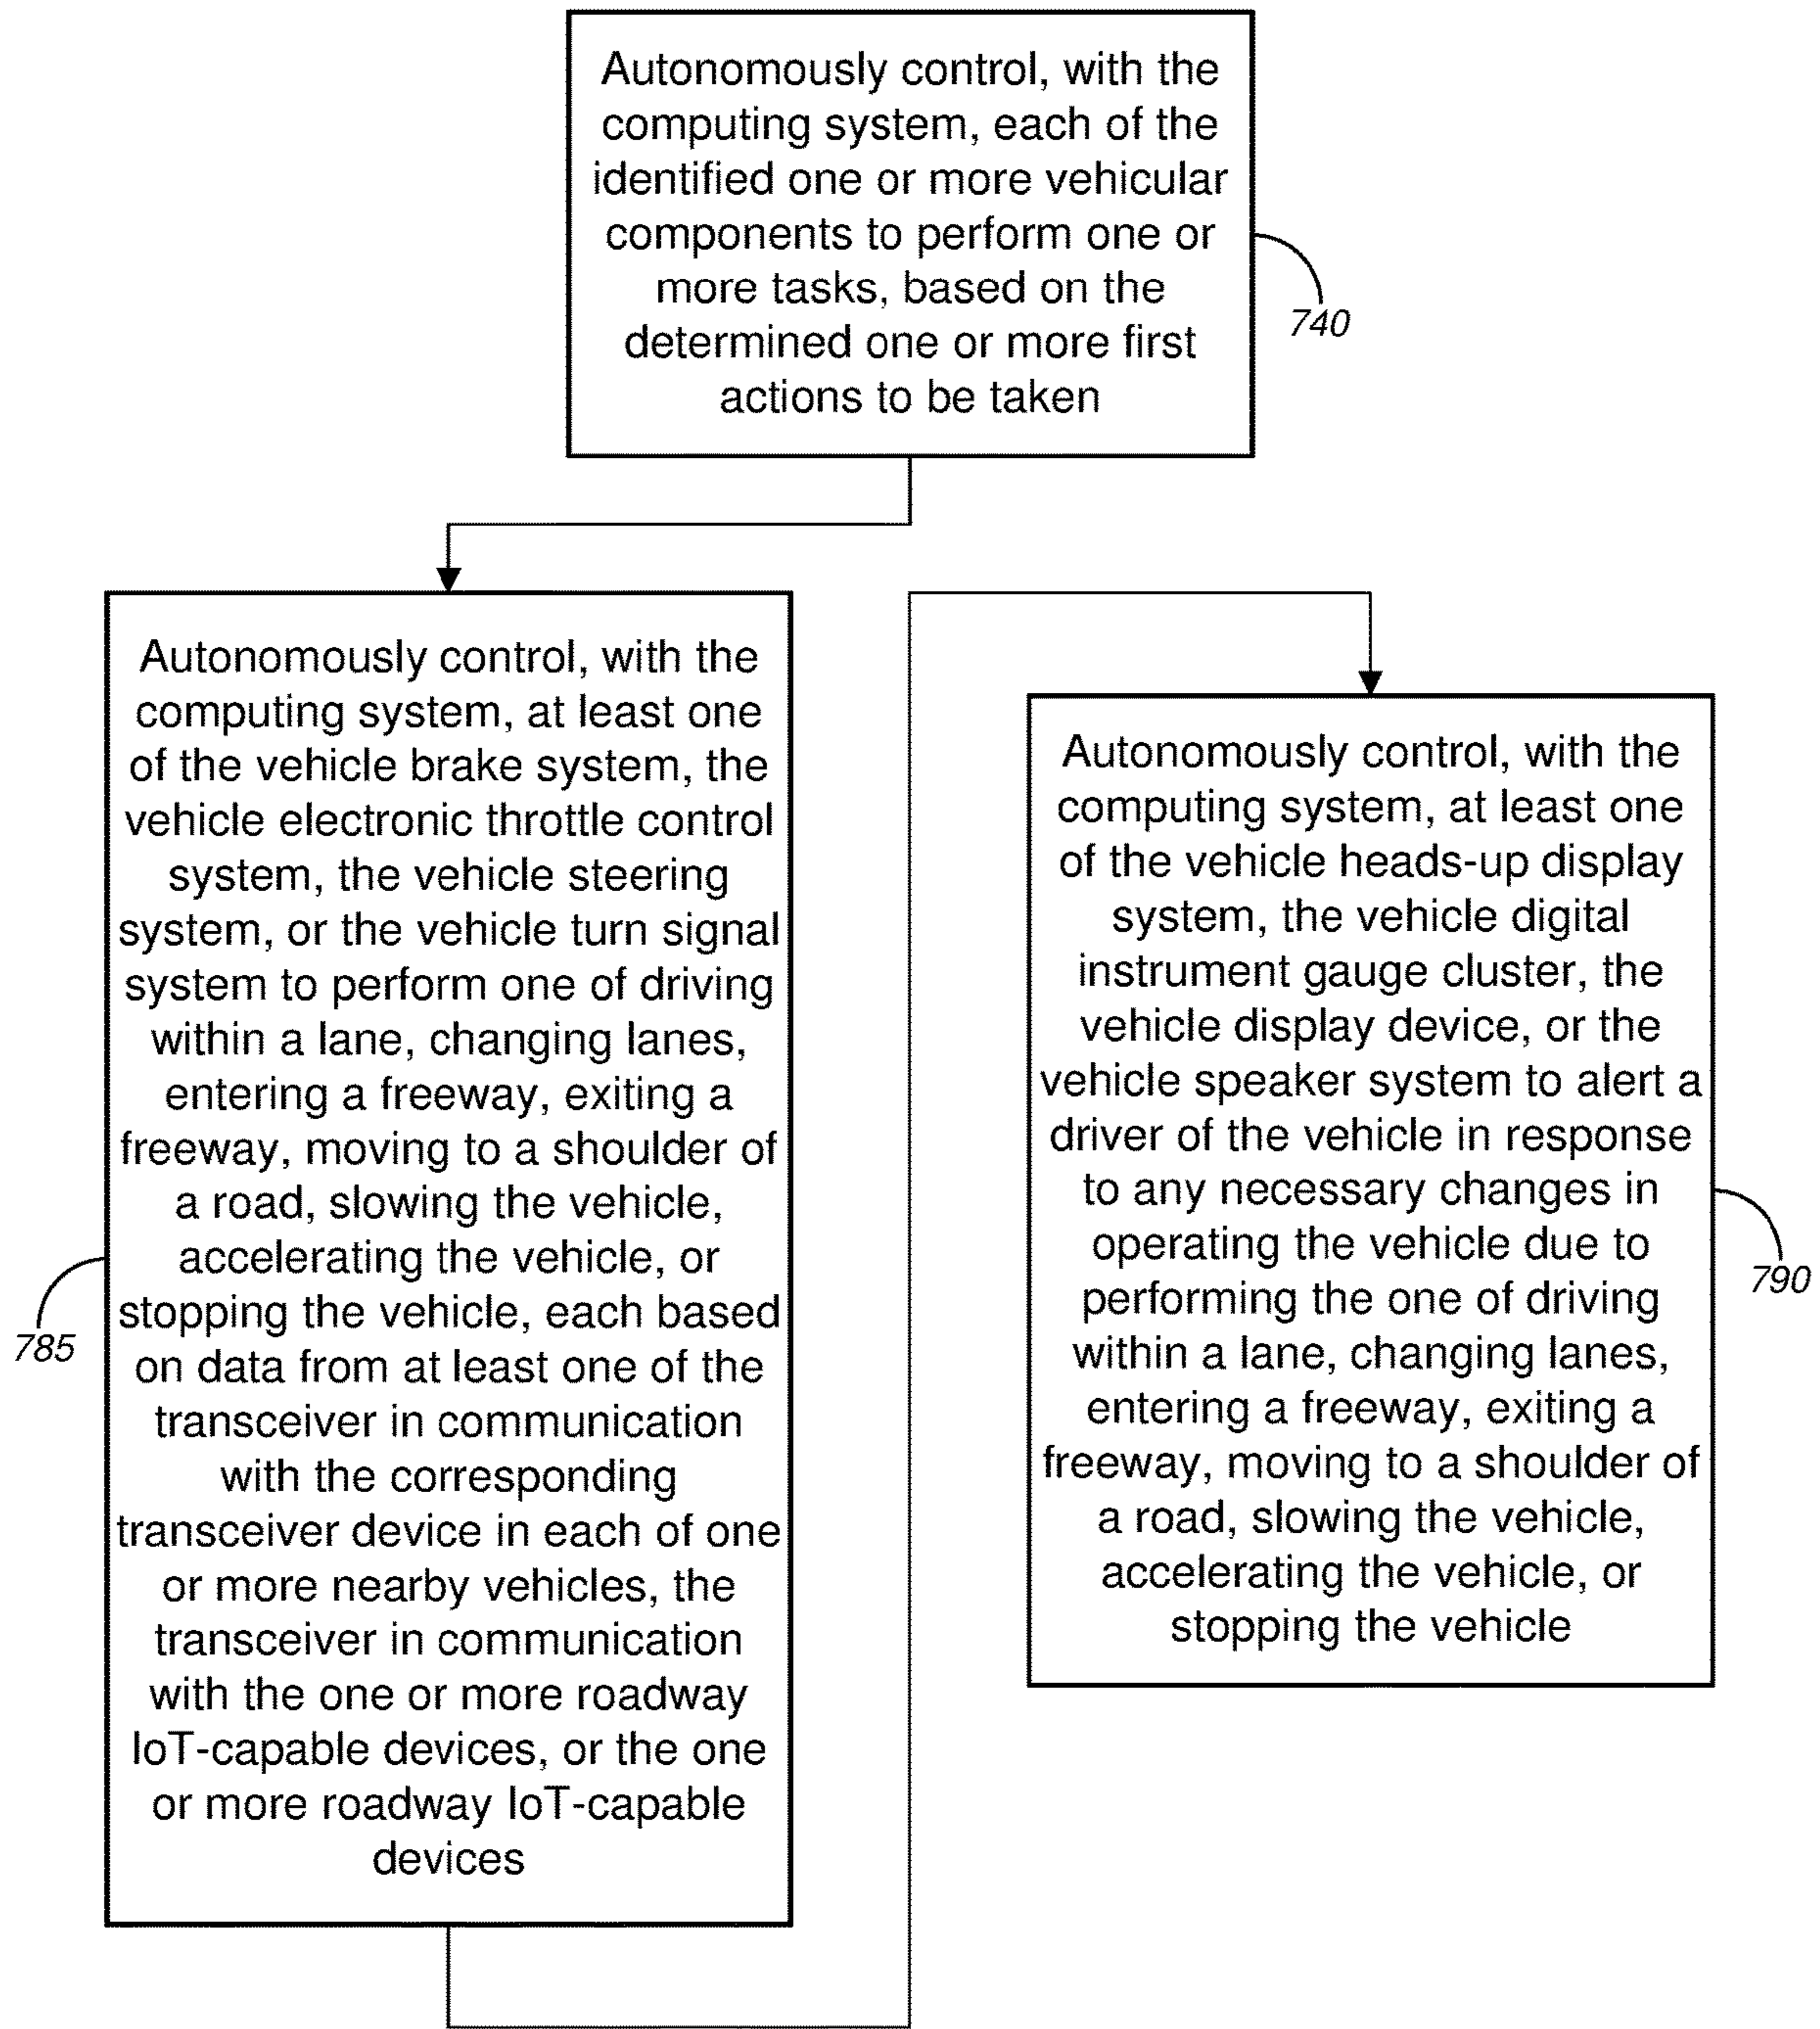 Autonomously control, with the
computing system, each of the
identified one or more vehicular
components to perform one or
more tasks, based on the
determined one or more first
actions to be taken
740
Autonomously control, with the
computing system, at least one
of the vehicle brake system, the
vehicle electronic throttle control
system, the vehicle steering
system, or the vehicle turn signal
system to perform one of driving
within a lane, changing lanes,
entering a freeway, exiting a
freeway, moving to a shoulder of
a road, slowing the vehicle,
accelerating the vehicle, or
stopping the vehicle, each based
on data from at least one of the
transceiver in communication
with the corresponding
transceiver device in each of one
or more nearby vehicles, the
transceiver in communication
with the one or more roadway
IoT-capable devices, or the one
or more roadway IoT-capable
devices
785
Autonomously control, with the
computing system, at least one
of the vehicle heads-up display
system, the vehicle digital
instrument gauge cluster, the
vehicle display device, or the
vehicle speaker system to alert a
driver of the vehicle in response
to any necessary changes in
operating the vehicle due to
performing the one of driving
within a lane, changing lanes,
entering a freeway, exiting a
freeway, moving to a shoulder of
a road, slowing the vehicle,
accelerating the vehicle, or
stopping the vehicle
790